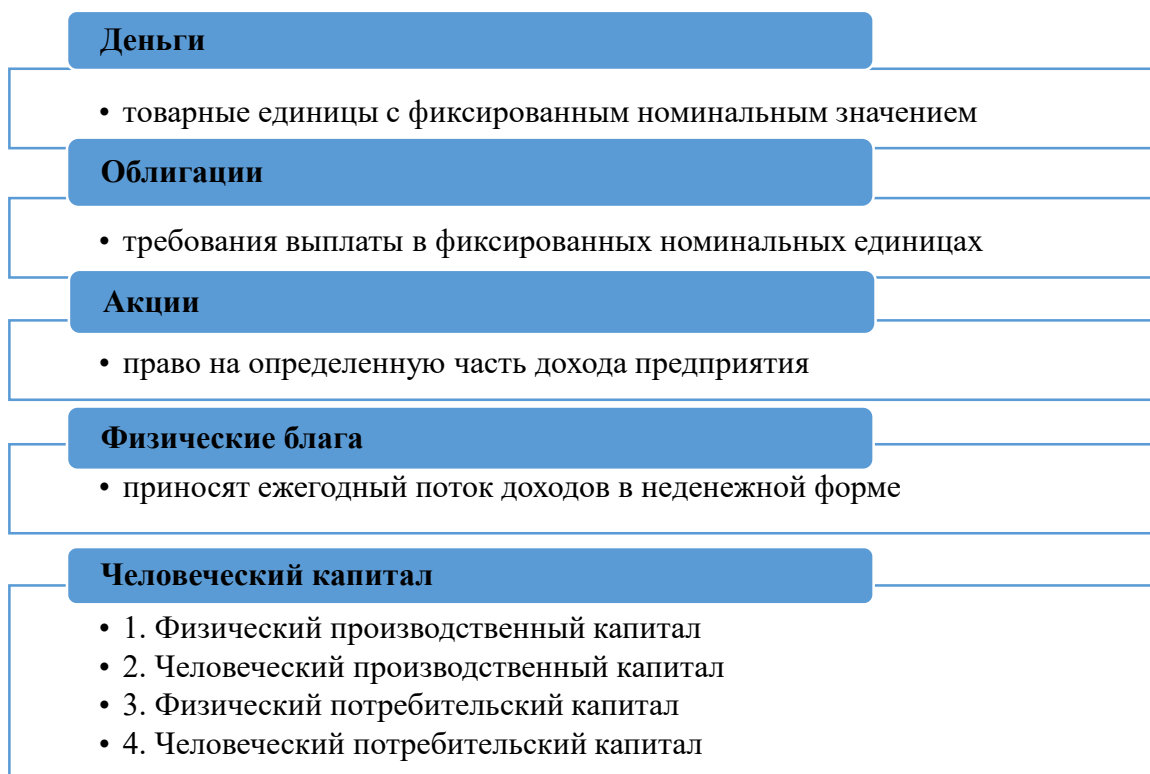 Деньги
• товарные единицы с фиксированным номинальным значением
Облигации
• требования выплаты в фиксированных номинальных единицах
Акции
• право на определенную часть дохода предприятия
Физические блага
• приносят ежегодный поток доходов в неденежной форме
Человеческий капитал
• 1. Физический производственный капитал
• 2. Человеческий производственный капитал
• 3. Физический потребительский капитал
• 4. Человеческий потребительский капитал